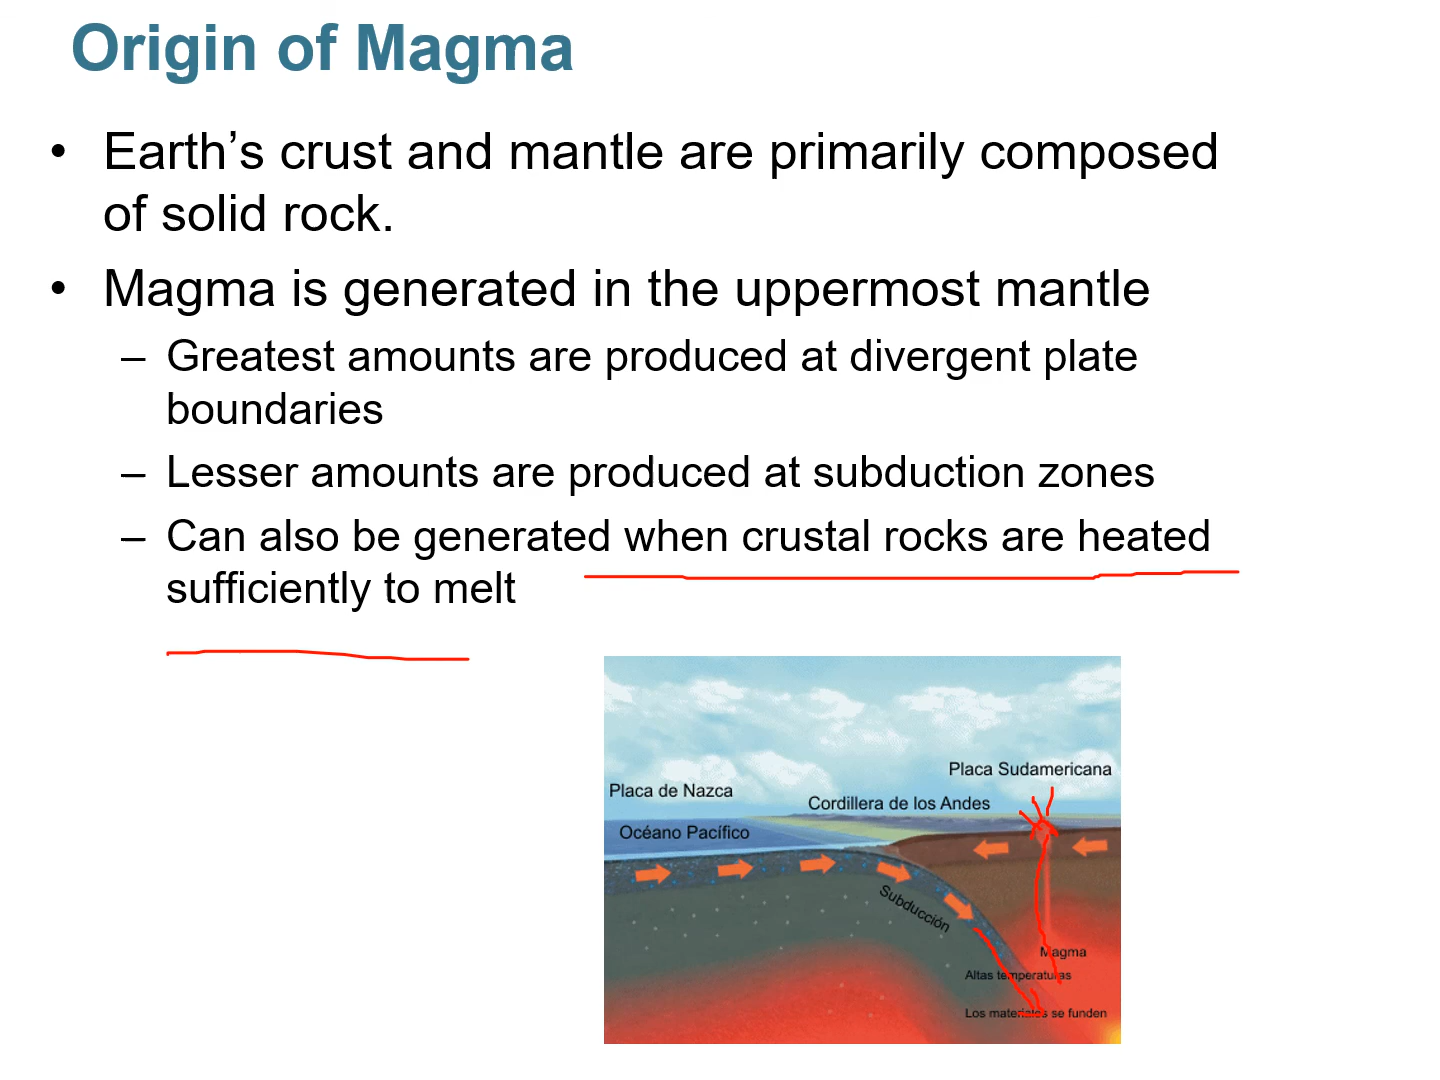 Origin of Magma
• Earth’s crust and mantle are primarily composed
of solid rock.
• Magma is generated in the uppermost mantle
– Greatest amounts are produced at divergent plate
boundaries
– Lesser amounts are produced at subduction zones
– Can also be generated when crustal rocks are heated
sufficiently to melt
Placa Sudamericana
Placa de Nazca
Cordillera de los Andes
Océano Pacífico
Subducción
Magma
Altas temperaturas
Los materiales se funden